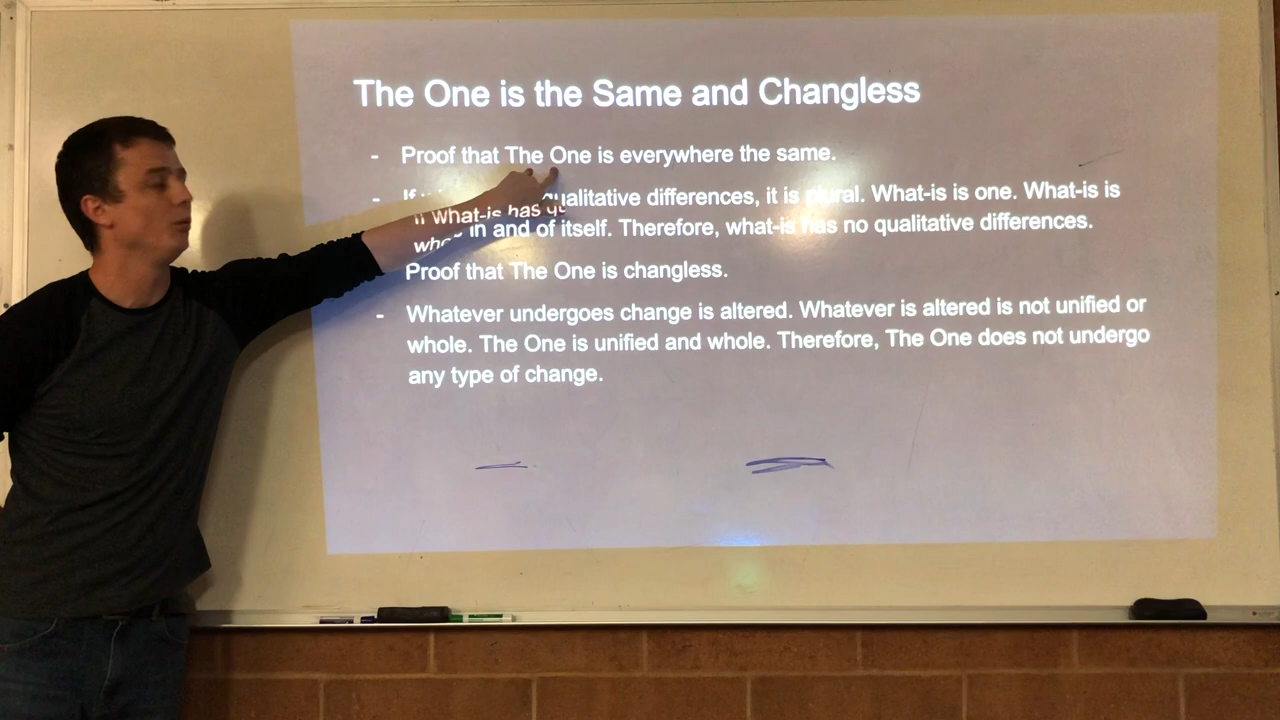 The One is the Same and Changless
- Proof that The One is everywhere the same.
- If what-is has qualitative differences, it is plural. What-is is one. What-is is
in and of itself. Therefore, what-is has no qualitative differences.
Proof that The One is changless.
- Whatever undergoes change is altered. Whatever is altered is not unified or
whole. The One is unified and whole. Therefore, The One does not undergo
any type of change.